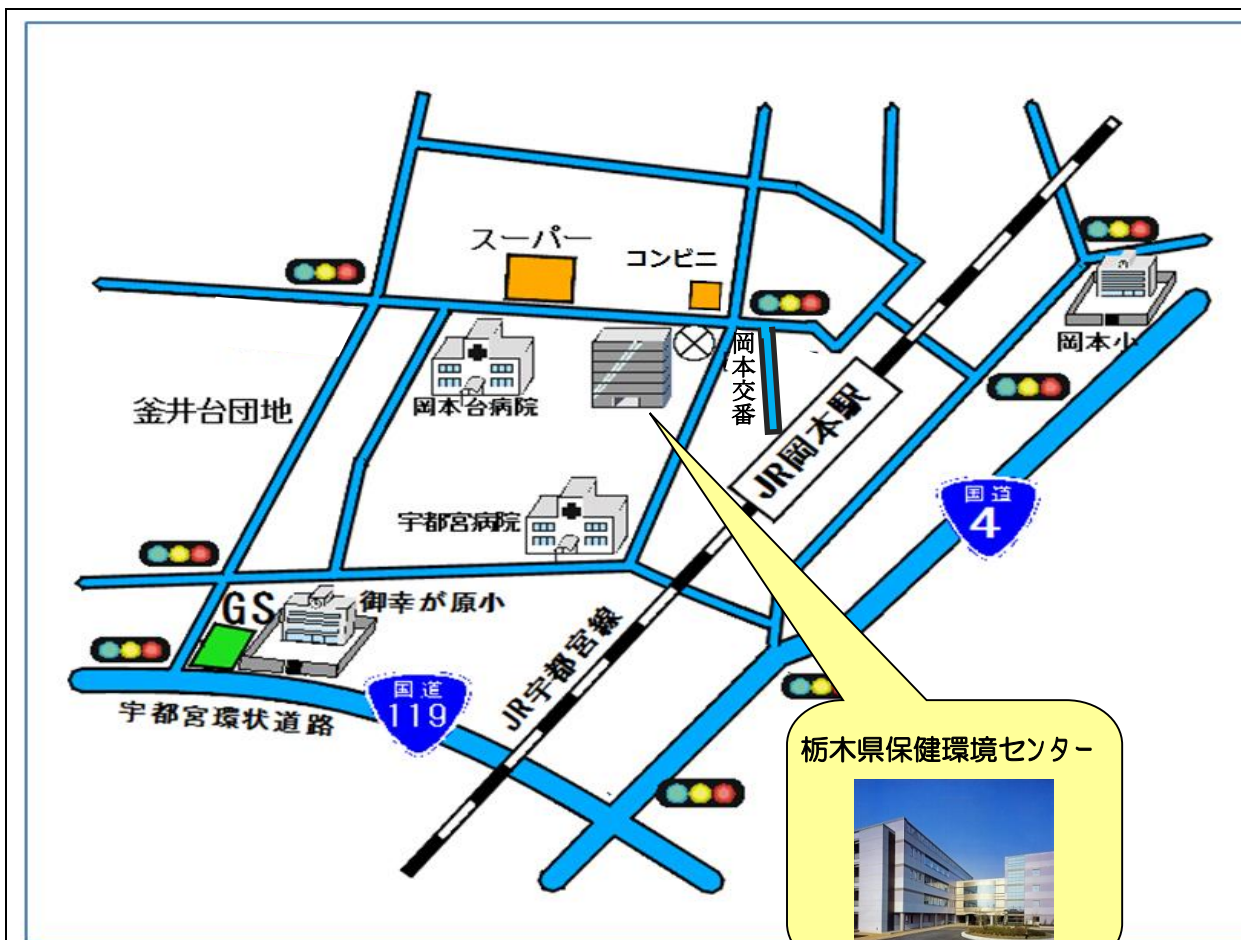 スーパー
コンビニ
岡本交番
岡本小
釜井台団地
岡本台病院
JR岡本駅
国道
4
宇都宮病院
GS
御幸が原小
JR宇都宮線
国道
119
宇都宮環状道路
栃木県保健環境センター